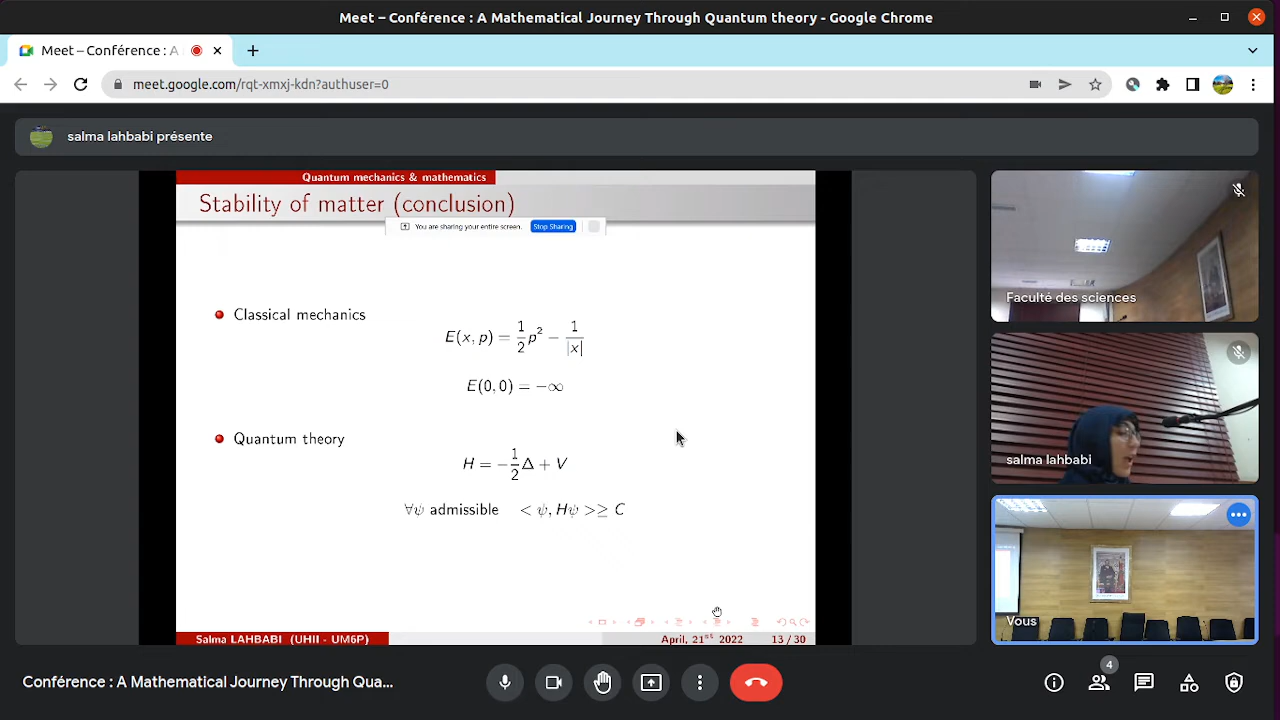 Meet – Conférence : A Mathematical Journey Through Quantum theory - Google Chrome
Meet – Conférence : A
meet.google.com/rqt-xmxj-kdn?authuser=0
salma lahbabi présente
Quantum mechanics & mathematics
Stability of matter (conclusion)
You are sharing your entire screen. Stop Sharing
Classical mechanics
E(x, p) = 1/2 p² − 1/|x|
E(0, 0) = −∞
Quantum theory
H = −1/2 Δ + V
∀ψ admissible < ψ, Hψ >≥ C
Salma LAHBABI (UHII - UM6P) April, 21st 2022 13 / 30
Faculté des sciences
salma lahbabi
Vous
Conférence : A Mathematical Journey Through Qua...
4